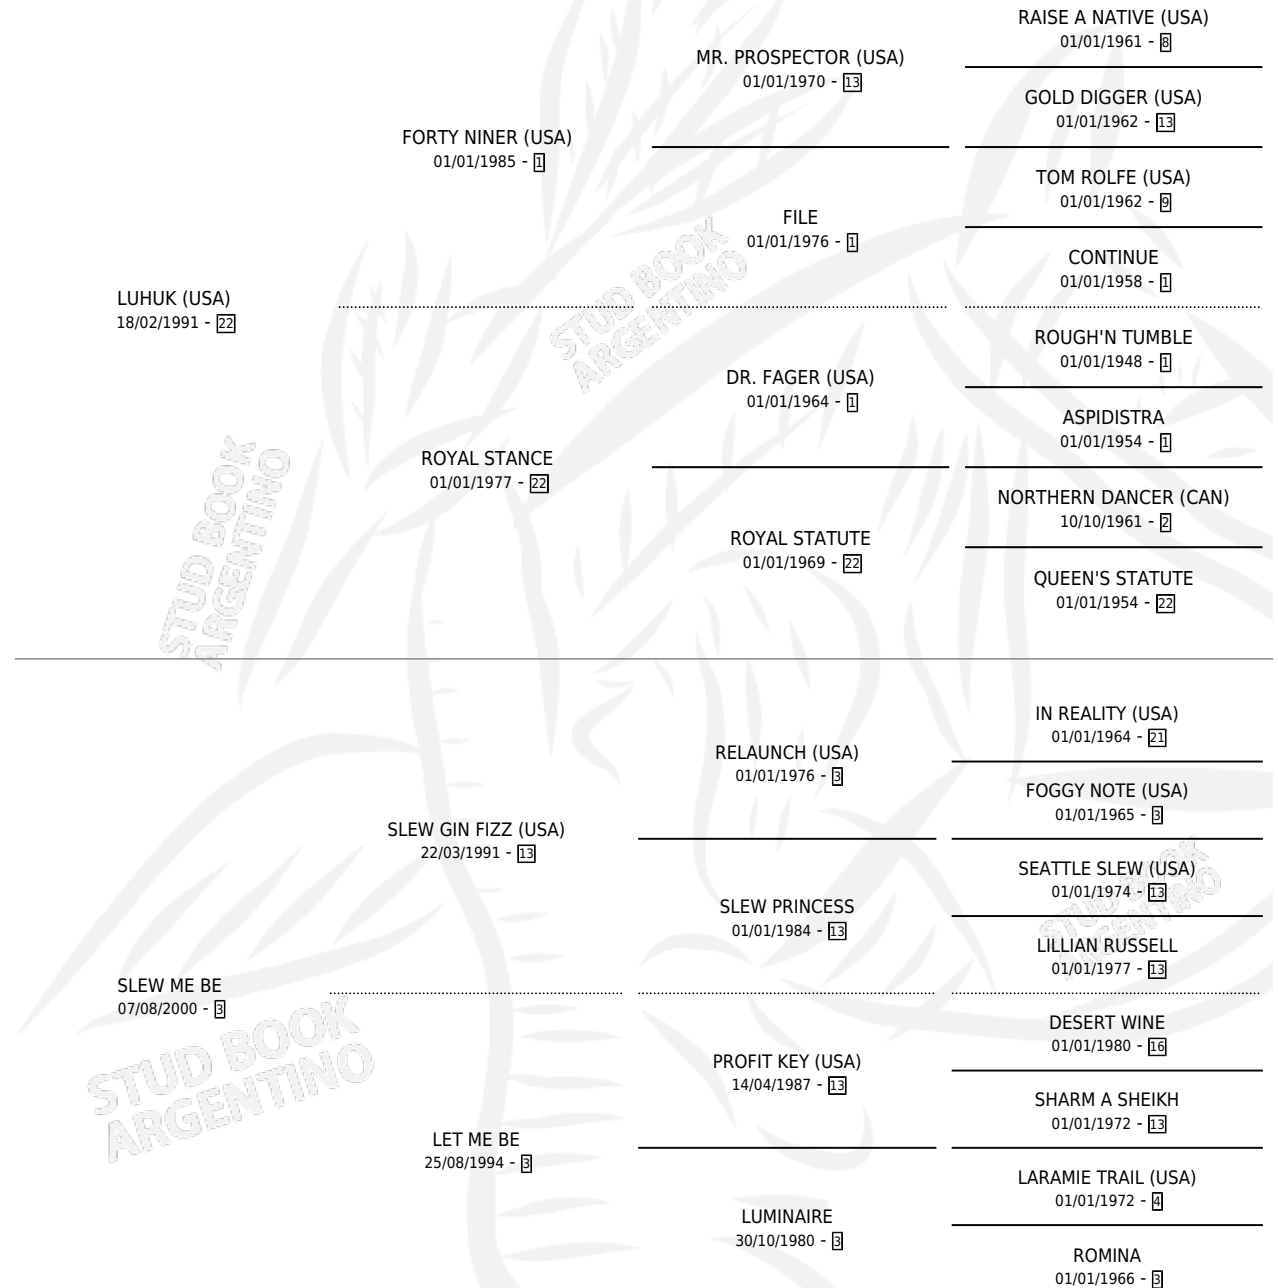 RAISE A NATIVE (USA)
01/01/1961 - 8
MR. PROSPECTOR (USA)
01/01/1970 - 13
GOLD DIGGER (USA)
01/01/1962 - 13
FORTY NINER (USA)
01/01/1985 - 1
TOM ROLFE (USA)
01/01/1962 - 9
FILE
01/01/1976 - 1
CONTINUE
01/01/1958 - 1
LUHUK (USA)
18/02/1991 - 22
STUD BOOK
ARGENTINO
ROUGH'N TUMBLE
01/01/1948 - 1
DR. FAGER (USA)
01/01/1964 - 1
ASPIDISTRA
01/01/1954 - 1
ROYAL STANCE
01/01/1977 - 22
NORTHERN DANCER (CAN)
10/10/1961 - 2
ROYAL STATUTE
01/01/1969 - 22
QUEEN'S STATUTE
01/01/1954 - 22
STUD BOOK
ARGENTINO
IN REALITY (USA)
01/01/1964 - 21
RELAUNCH (USA)
01/01/1976 - 3
FOGGY NOTE (USA)
01/01/1965 - 3
SLEW GIN FIZZ (USA)
22/03/1991 - 13
SEATTLE SLEW (USA)
01/01/1974 - 13
SLEW PRINCESS
01/01/1984 - 13
STUD BOOK
ARGENTINO
LILLIAN RUSSELL
01/01/1977 - 13
SLEW ME BE
07/08/2000 - 3
DESERT WINE
01/01/1980 - 16
STUD BOOK
ARGENTINO
PROFIT KEY (USA)
14/04/1987 - 13
SHARM A SHEIKH
01/01/1972 - 13
LET ME BE
25/08/1994 - 3
LARAMIE TRAIL (USA)
01/01/1972 - 4
LUMINAIRE
30/10/1980 - 3
ROMINA
01/01/1966 - 3